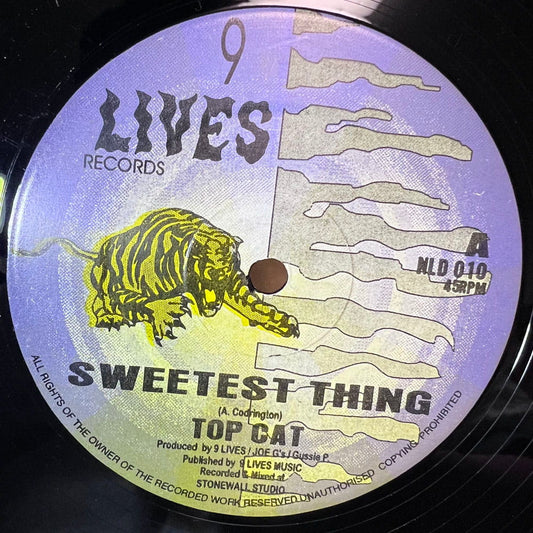 9
LIVES
RECORDS
A
NLD 010
45RPM
SWEETEST THING
(A. Codrington)
TOP CAT
Produced by 9 LIVES / JOE G's / Gussie P.
Published by 9 LIVES MUSIC
Recorded & Mixed at
STONEWALL STUDIO
ALL RIGHTS OF THE OWNER OF THE RECORDED WORK RESERVED UNAUTHORISED COPYING PROHIBITED